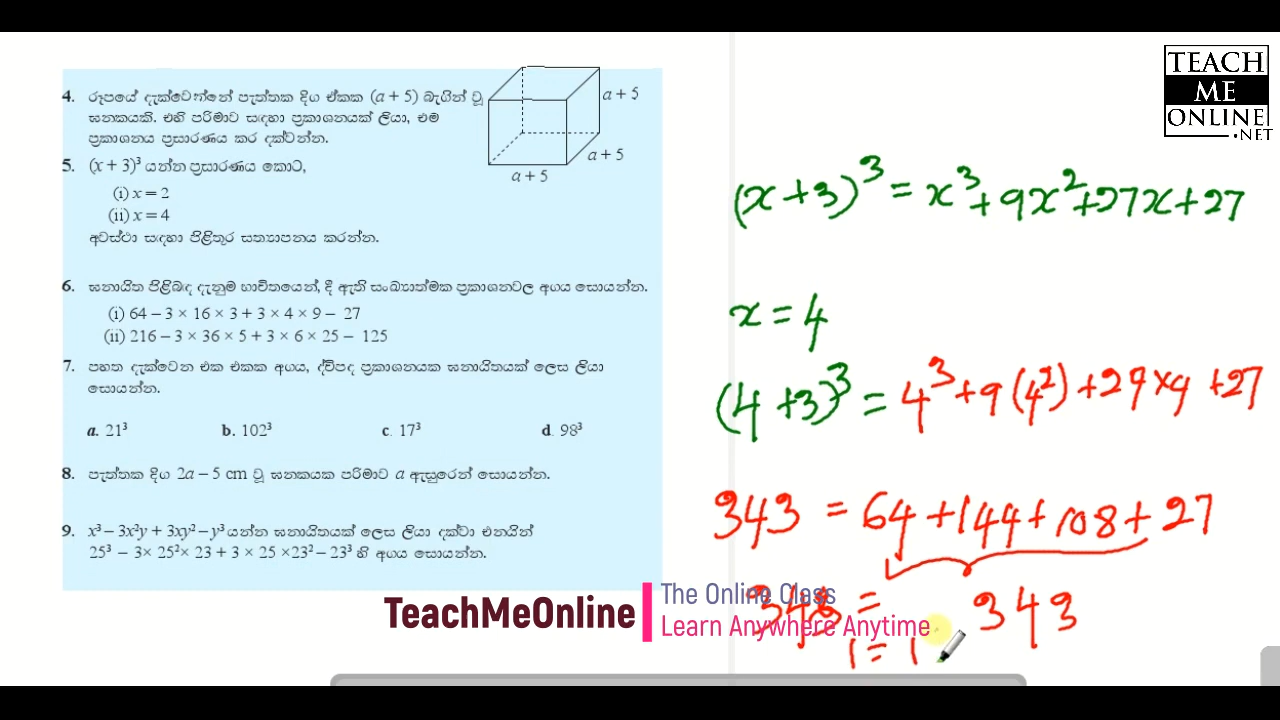 4. රූපයේ දැක්වෙන්නේ පැත්තක දිග ඒකක (a + 5) බැගින් වූ
ඝනකයකි. එහි පරිමාව සඳහා ප්‍රකාශනයක් ලියා, එම
ප්‍රකාශනය ප්‍රසාරණය කර දක්වන්න.
a + 5
a + 5
a + 5
5. (x + 3)³ යන්න ප්‍රසාරණය කොට,
(i) x = 2
(ii) x = 4
අවස්ථා සඳහා පිළිතුර සත්‍යාපනය කරන්න.
6. ඝනායිත පිළිබඳ දැනුම භාවිතයෙන්, දී ඇති සංඛ්‍යාත්මක ප්‍රකාශනවල අගය සොයන්න.
(i) 64 – 3 × 16 × 3 + 3 × 4 × 9 – 27
(ii) 216 – 3 × 36 × 5 + 3 × 6 × 25 – 125
7. පහත දැක්වෙන එක එකක අගය, ද්විපද ප්‍රකාශනයක ඝනායිතයක් ලෙස ලියා
සොයන්න.
a. 21³ b. 102³ c. 17³ d. 98³
8. පැත්තක දිග 2a – 5 cm වූ ඝනකයක පරිමාව a ඇසුරෙන් සොයන්න.
9. x³ – 3x²y + 3xy² – y³ යන්න ඝනායිතයක් ලෙස ලියා දක්වා එනයින්
25³ – 3× 25²× 23 + 3 × 25 ×23² – 23³ හි අගය සොයන්න.
TEACH
ME
ONLINE
.NET
(x + 3)³ = x³ + 9x² + 27x + 27
x = 4
(4 + 3)³ = 4³ + 9(4²) + 27 × 4 + 27
343 = 64 + 144 + 108 + 27
343 = 343
1 = 1
TeachMeOnline
The Online Class
Learn Anywhere Anytime